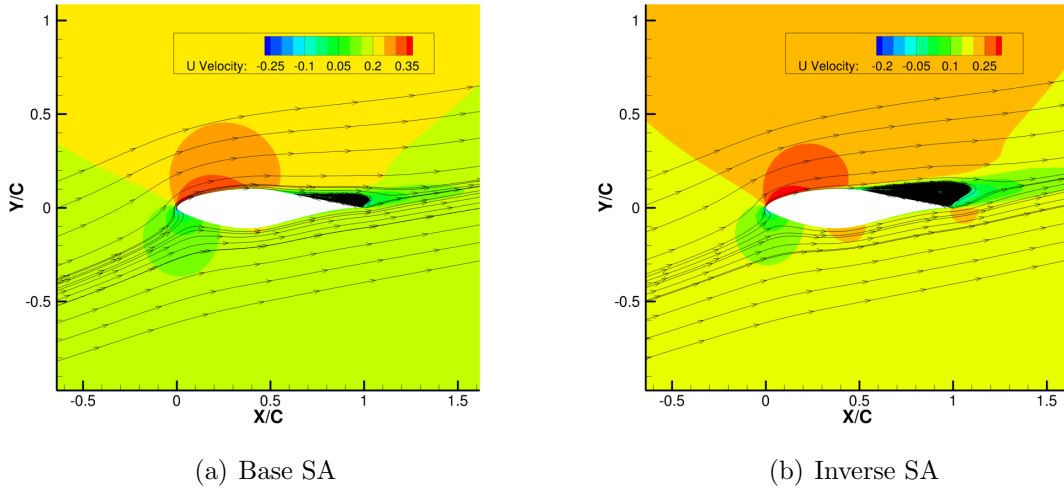 U Velocity: -0.25 -0.1 0.05 0.2 0.35
1
0.5
0
-0.5
Y/C
-0.5 0 0.5 1 1.5
X/C
(a) Base SA
U Velocity: -0.2 -0.05 0.1 0.25
1
0.5
0
-0.5
Y/C
-0.5 0 0.5 1 1.5
X/C
(b) Inverse SA